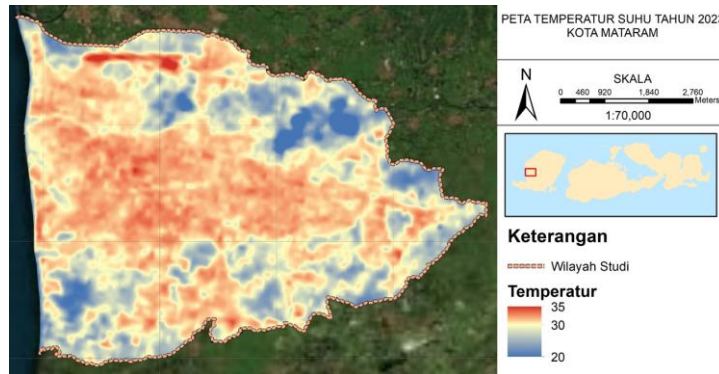 PETA TEMPERATUR SUHU TAHUN 2023
KOTA MATARAM
N
SKALA
0 460 920 1,840 2,760
Meters
1:70,000
Keterangan
Wilayah Studi
Temperatur
35
30
20